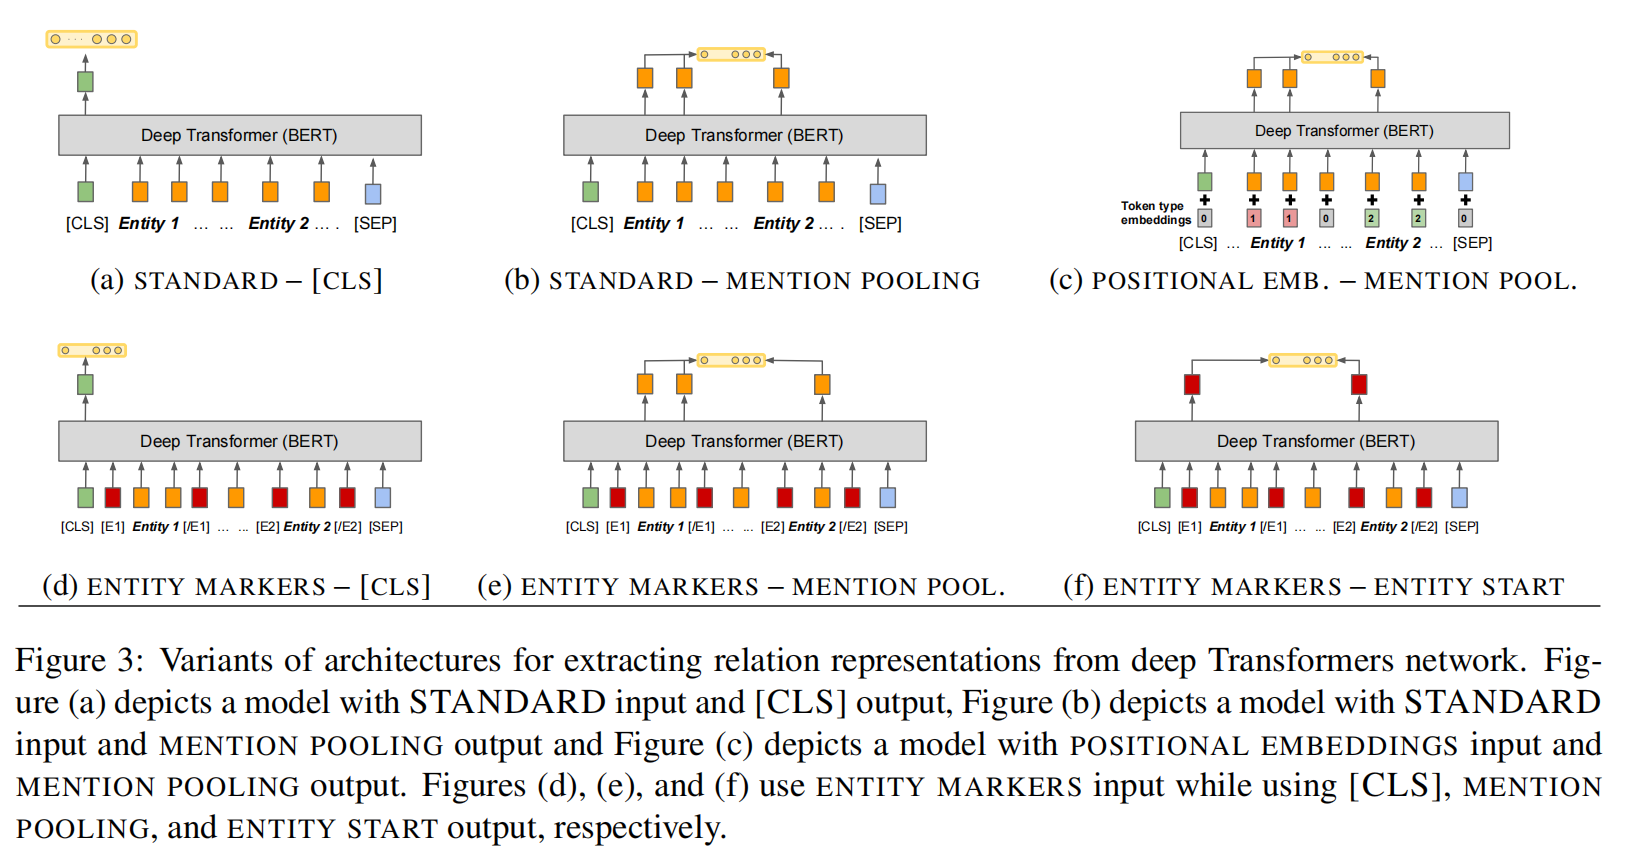 Deep Transformer (BERT)
[CLS] Entity 1 ... ... Entity 2 ... . [SEP]
(a) STANDARD – [CLS]
Deep Transformer (BERT)
[CLS] Entity 1 ... ... Entity 2 ... . [SEP]
(b) STANDARD – MENTION POOLING
Deep Transformer (BERT)
Token type
embeddings 0 1 1 0 2 2 0
[CLS] ... Entity 1 ... ... Entity 2 ... [SEP]
(c) POSITIONAL EMB. – MENTION POOL.
Deep Transformer (BERT)
[CLS] [E1] Entity 1 [/E1] ... ... [E2] Entity 2 [/E2] [SEP]
(d) ENTITY MARKERS – [CLS]
Deep Transformer (BERT)
[CLS] [E1] Entity 1 [/E1] ... ... [E2] Entity 2 [/E2] [SEP]
(e) ENTITY MARKERS – MENTION POOL.
Deep Transformer (BERT)
[CLS] [E1] Entity 1 [/E1] ... ... [E2] Entity 2 [/E2] [SEP]
(f) ENTITY MARKERS – ENTITY START
Figure 3: Variants of architectures for extracting relation representations from deep Transformers network. Fig-
ure (a) depicts a model with STANDARD input and [CLS] output, Figure (b) depicts a model with STANDARD
input and MENTION POOLING output and Figure (c) depicts a model with POSITIONAL EMBEDDINGS input and
MENTION POOLING output. Figures (d), (e), and (f) use ENTITY MARKERS input while using [CLS], MENTION
POOLING, and ENTITY START output, respectively.